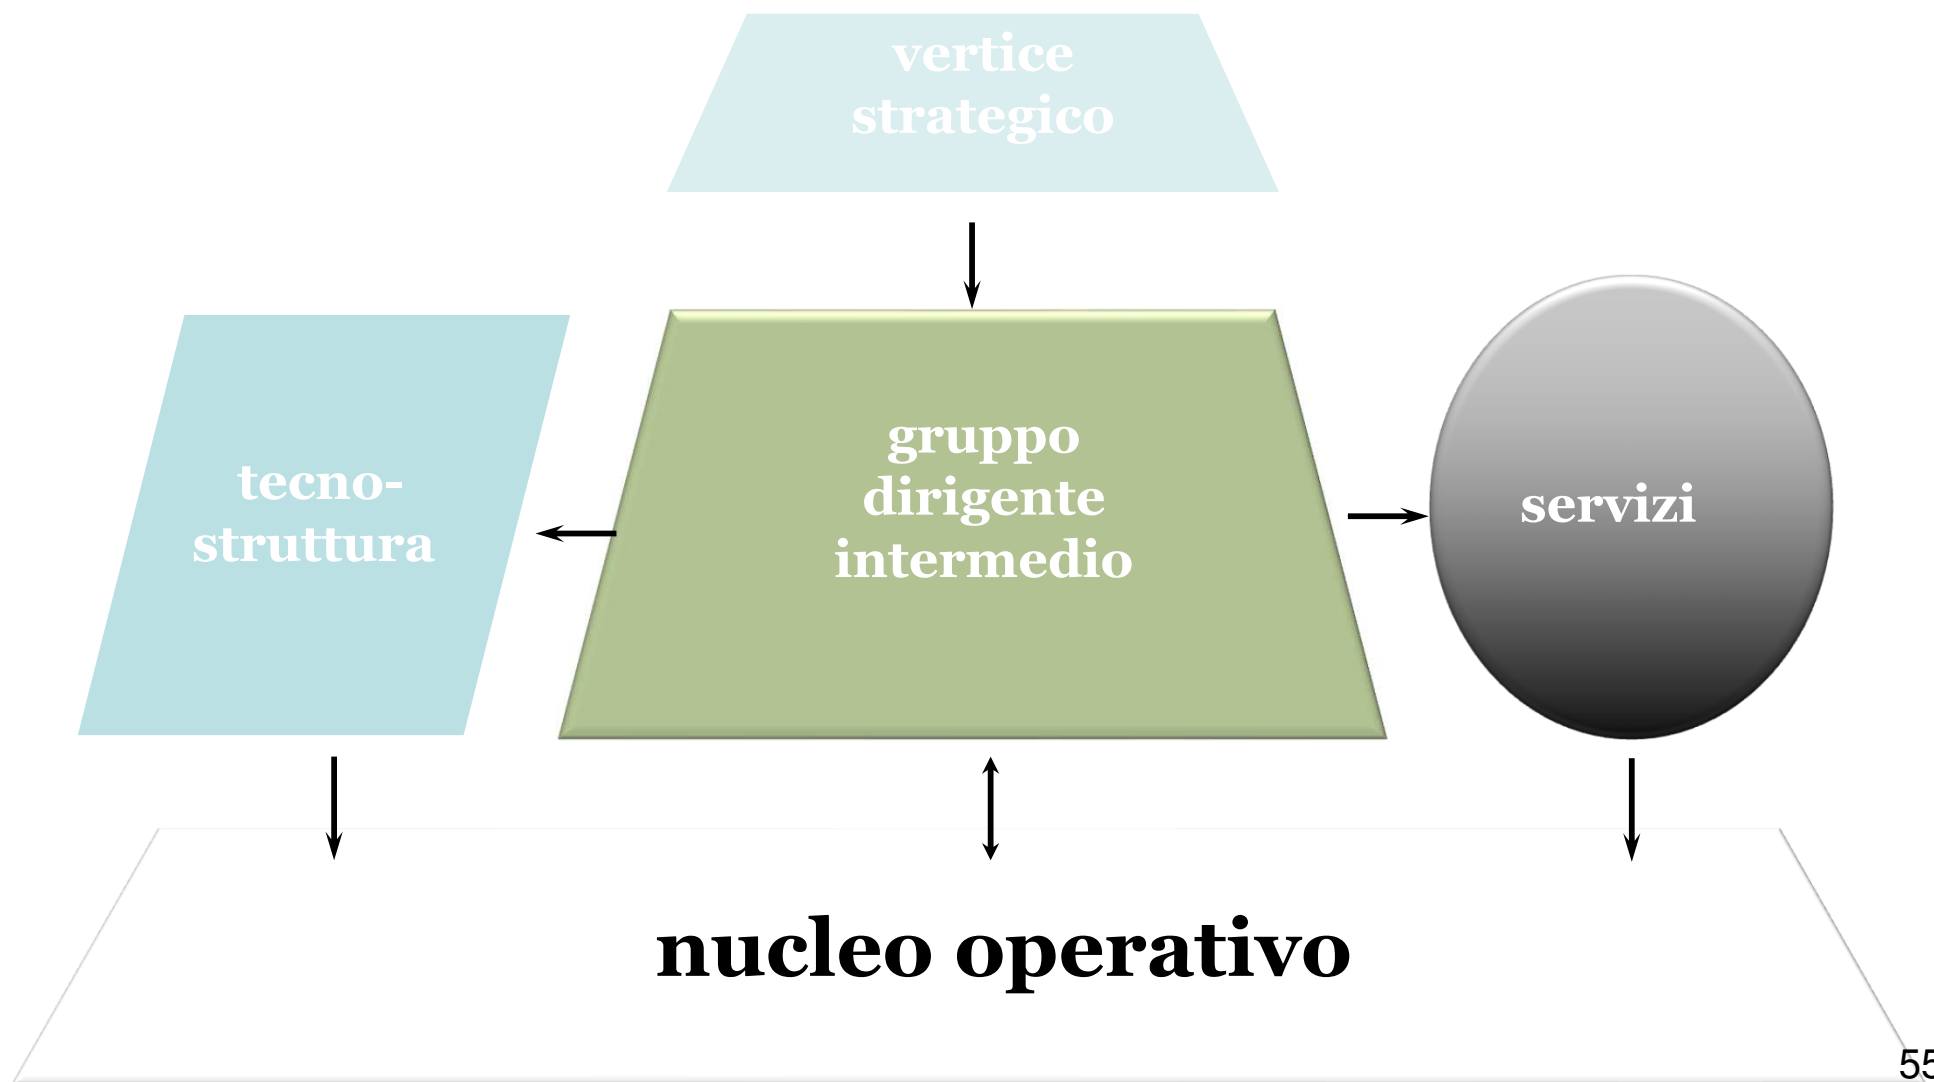 vertice
strategico
tecno-
struttura
gruppo
dirigente
intermedio
servizi
nucleo operativo
55